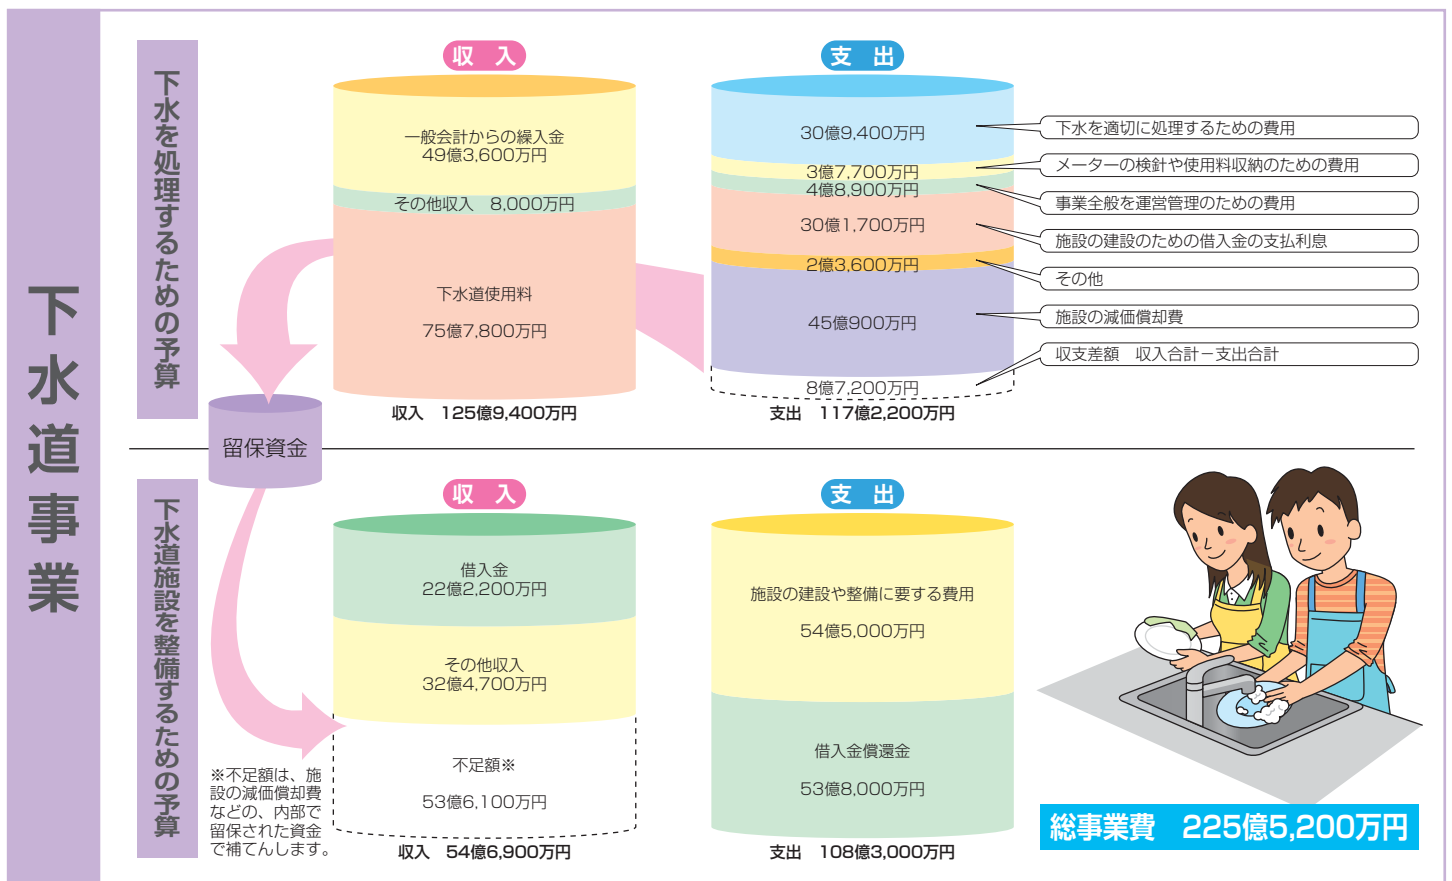 下水道事業
下水を処理するための予算
収 入
一般会計からの繰入金
49億3,600万円
その他収入 8,000万円
下水道使用料
75億7,800万円
収入 125億9,400万円
支 出
30億9,400万円
3億7,700万円
4億8,900万円
30億1,700万円
2億3,600万円
45億900万円
8億7,200万円
支出 117億2,200万円
下水を適切に処理するための費用
メーターの検針や使用料収納のための費用
事業全般を運営管理のための費用
施設の建設のための借入金の支払利息
その他
施設の減価償却費
収支差額 収入合計－支出合計
留保資金
下水道施設を整備するための予算
収 入
借入金
22億2,200万円
その他収入
32億4,700万円
不足額※
53億6,100万円
収入 54億6,900万円
※不足額は、施
設の減価償却費
などの、内部で
留保された資金
で補てんします。
支 出
施設の建設や整備に要する費用
54億5,000万円
借入金償還金
53億8,000万円
支出 108億3,000万円
総事業費 225億5,200万円